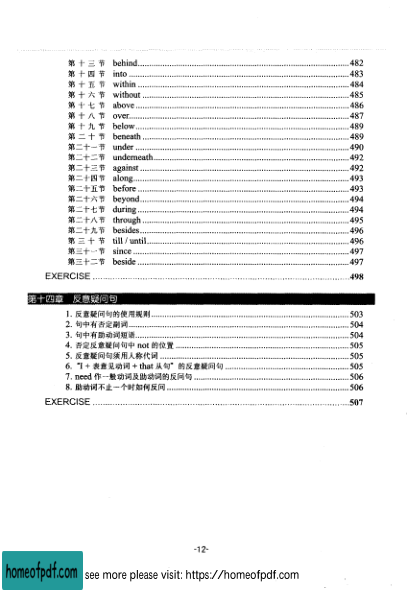 第十三节 behind 482
第十四节 into 483
第十五节 within 484
第十六节 without 485
第十七节 above 486
第十八节 over 487
第十九节 below 489
第二十节 beneath 489
第二十一节 under 490
第二十二节 underneath 492
第二十三节 across 492
第二十四节 along 493
第二十五节 before 493
第二十六节 beyond 494
第二十七节 during 494
第二十八节 through 495
第二十九节 besides 496
第三十节 till / until 496
第三十一节 since 497
第三十二节 beside 497
EXERCISE 498
第十四章 反意疑问句
1. 反意疑问句的使用规则 503
2. 句中有否定副词 504
3. 句中有助动词短语 504
4. 否定反意疑问句中 not 的位置 505
5. 反意疑问句须用人称代词 505
6. "I + 表意见动词 + that 从句" 的反意疑问句 505
7. need 作一般动词及助动词的反问句 506
8. 助动词不止一个时如何反问 506
EXERCISE 507
-12-
homeofpdf.com see more please visit: https://homeofpdf.com